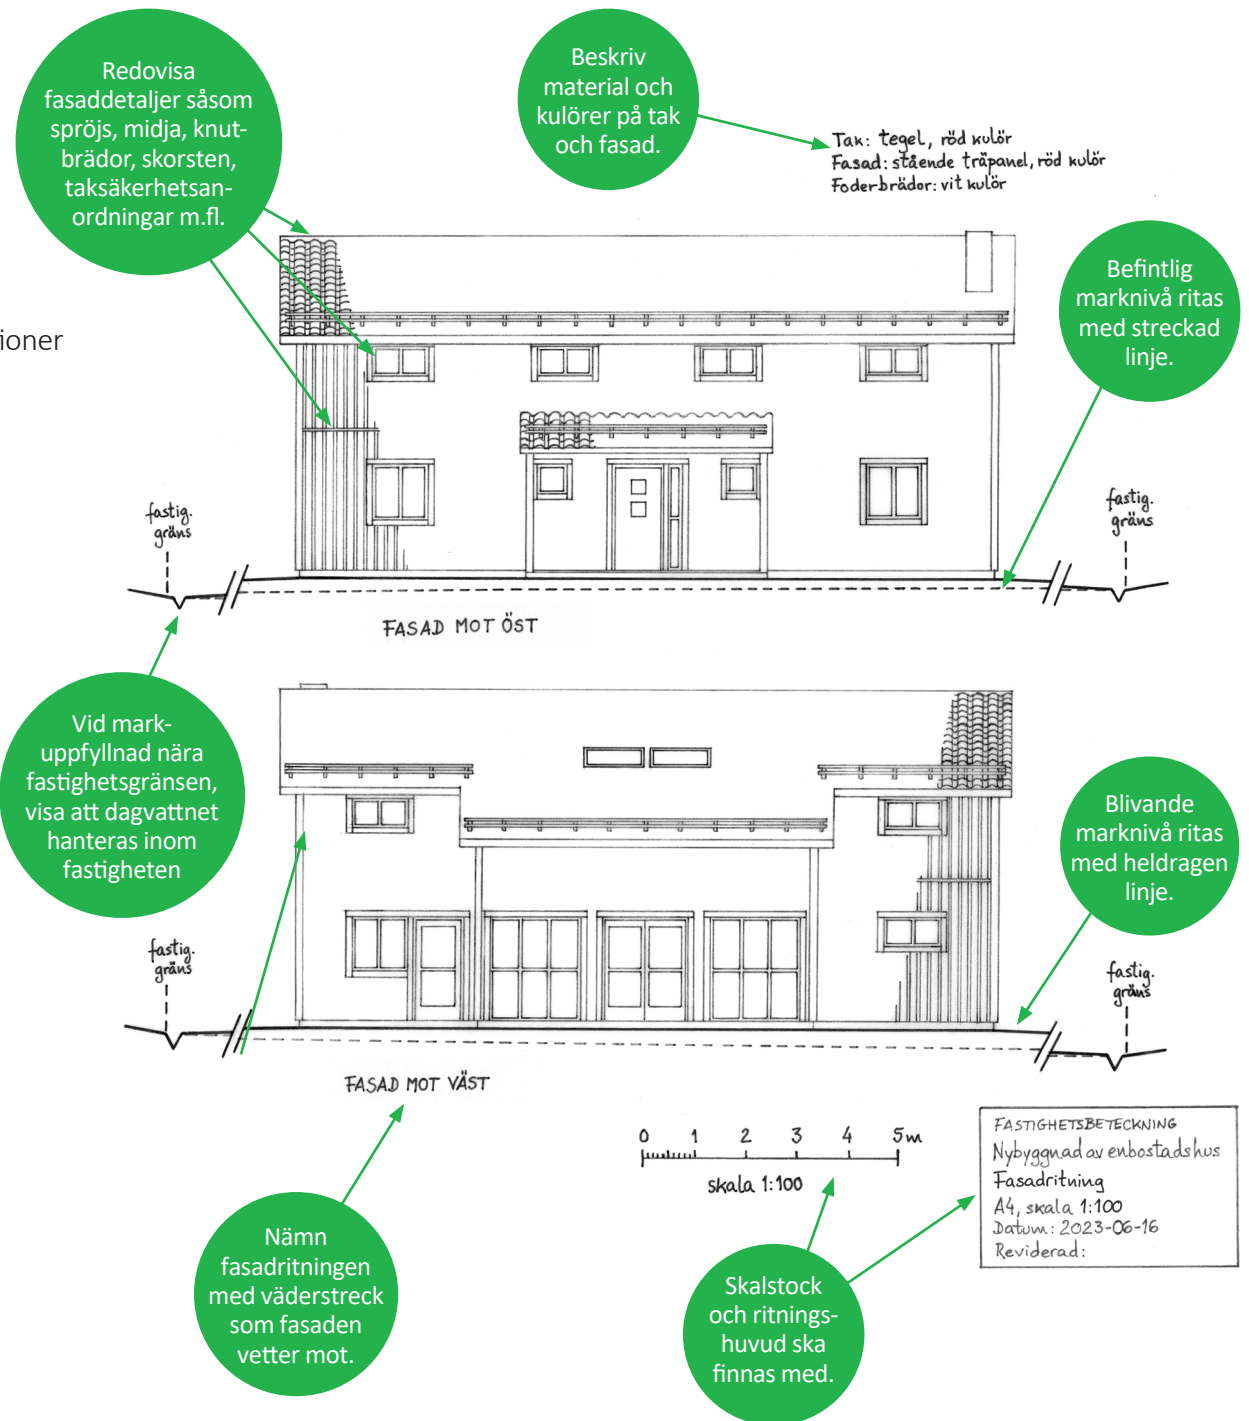 Redovisa
fasaddetaljer såsom
spröjs, midja, knut-
brädor, skorsten,
taksäkerhetsan-
ordningar m.fl.
Beskriv
material och
kulörer på tak
och fasad.
Tak: tegel, röd kulör
Fasad: stående träpanel, röd kulör
Foderbrädor: vit kulör
Befintlig
marknivå ritas
med streckad
linje.
ioner
fastig.
gräns
fastig.
gräns
FASAD MOT ÖST
Vid mark-
uppfyllnad nära
fastighetsgränsen,
visa att dagvattnet
hanteras inom
fastigheten
Blivande
marknivå ritas
med heldragen
linje.
fastig.
gräns
fastig.
gräns
FASAD MOT VÄST
0 1 2 3 4 5m
skala 1:100
FASTIGHETSBETECKNING
Nybyggnad av enbostadshus
Fasadritning
A4, skala 1:100
Datum: 2023-06-16
Reviderad:
Nämn
fasadritningen
med väderstreck
som fasaden
vetter mot.
Skalstock
och ritnings-
huvud ska
finnas med.